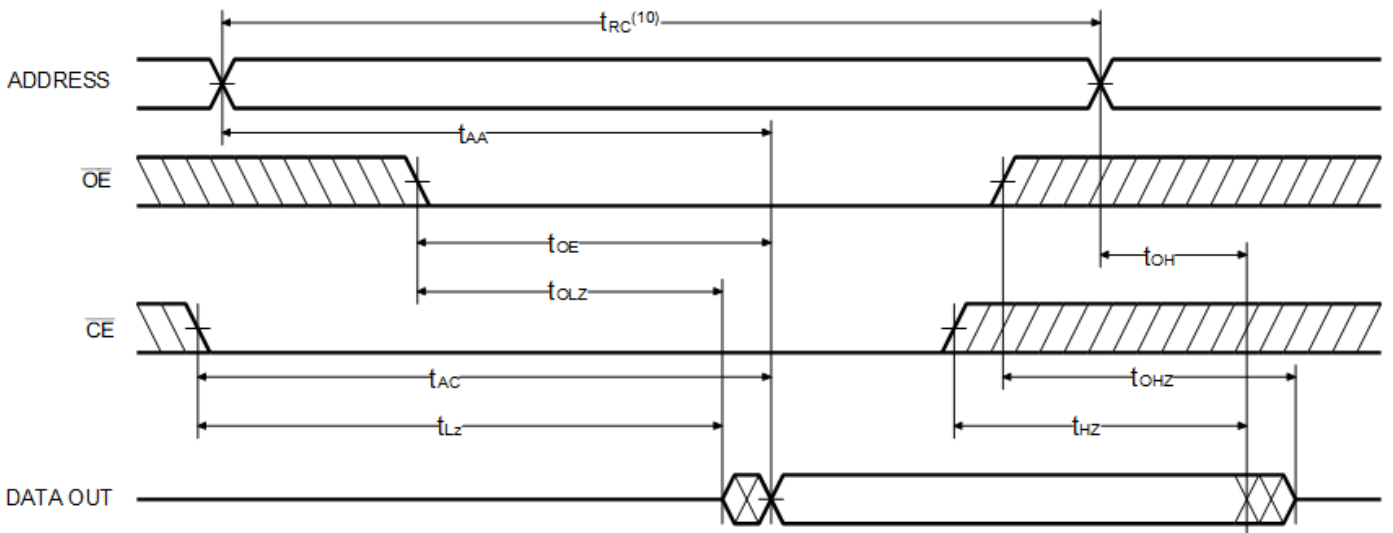 tRC(10)
ADDRESS
tAA
OE
tOE
tOH
tOLZ
CE
tAC
tOHZ
tLz
tHZ
DATA OUT